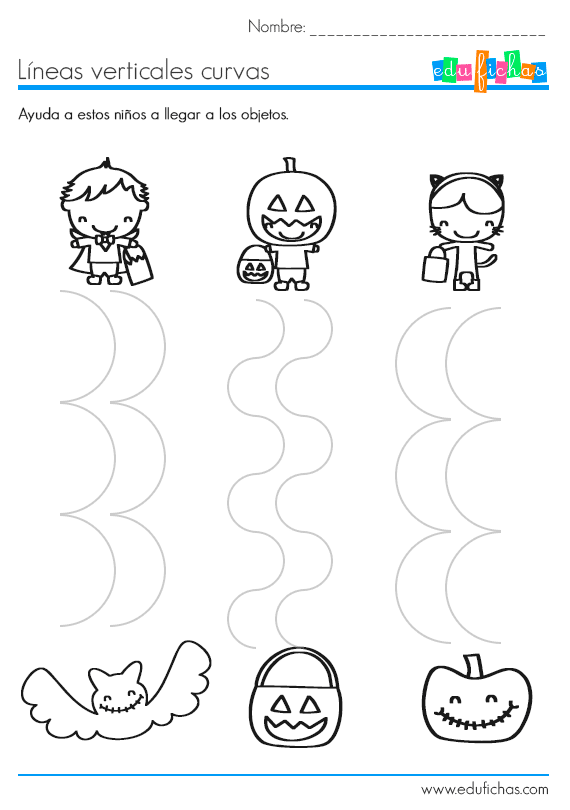 Nombre: ___________________________
Líneas verticales curvas
edufichas
Ayuda a estos niños a llegar a los objetos.
www.edufichas.com